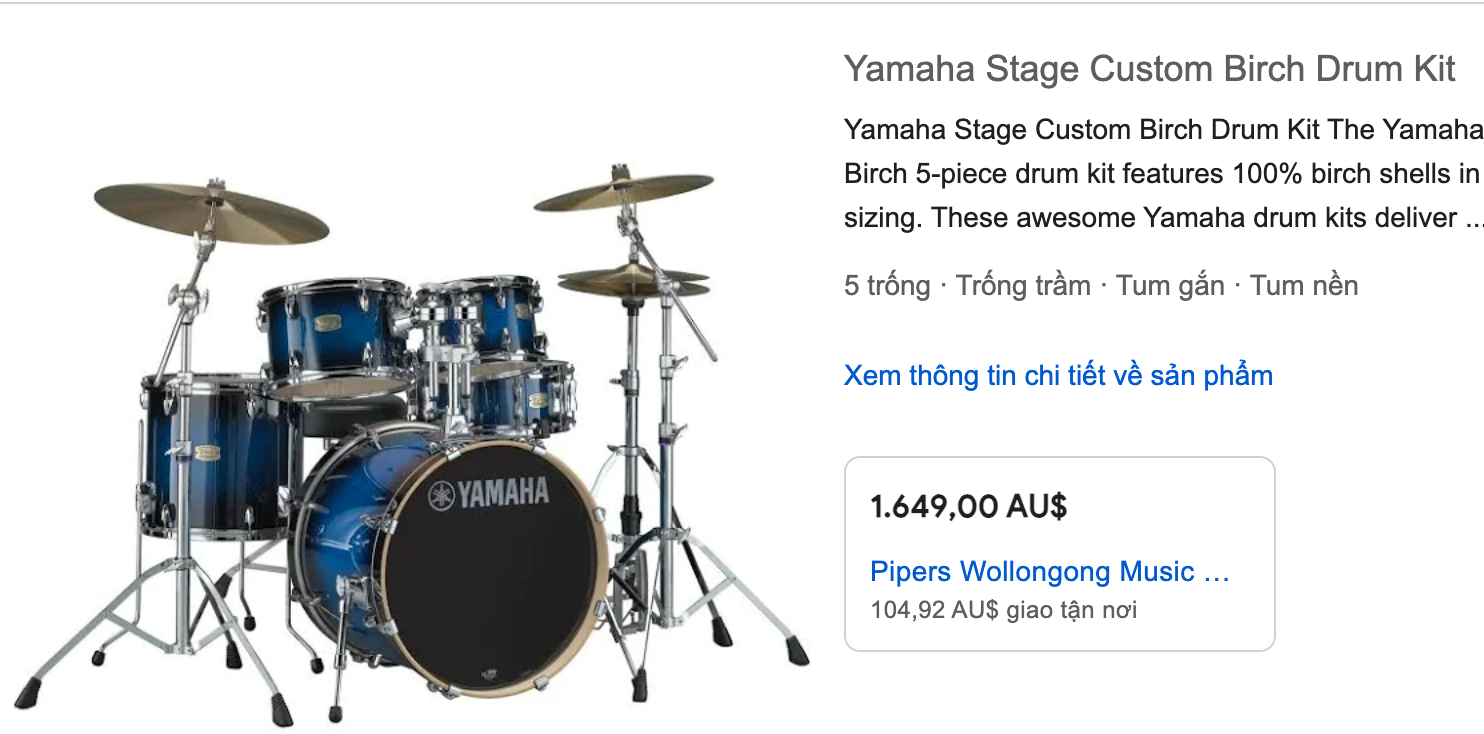 Yamaha Stage Custom Birch Drum Kit
Yamaha Stage Custom Birch Drum Kit The Yamaha
Birch 5-piece drum kit features 100% birch shells in
sizing. These awesome Yamaha drum kits deliver ...
5 trống · Trống trầm · Tum gắn · Tum nền
Xem thông tin chi tiết về sản phẩm
1.649,00 AU$
Pipers Wollongong Music …
104,92 AU$ giao tận nơi
YAMAHA